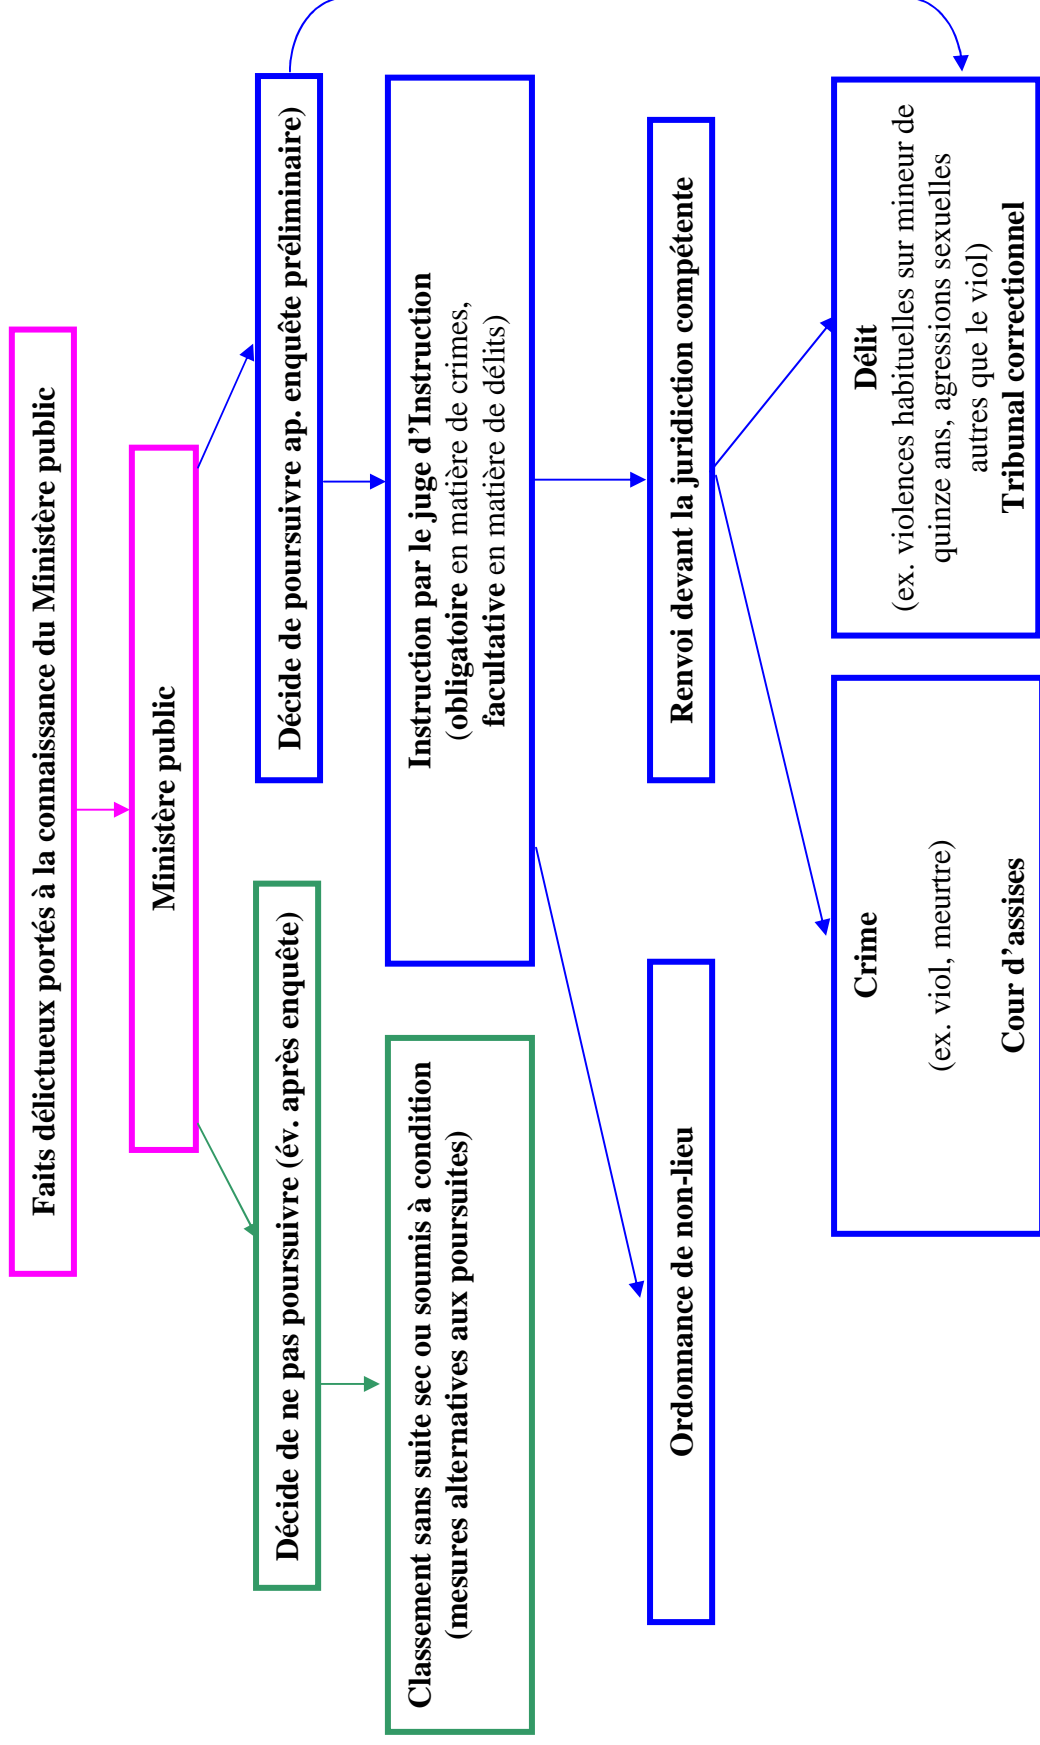 Faits délictueux portés à la connaissance du Ministère public
Ministère public
Décide de ne pas poursuivre (év. après enquête)
Décide de poursuivre ap. enquête préliminaire)
Classement sans suite sec ou soumis à condition
(mesures alternatives aux poursuites)
Instruction par le juge d’Instruction
(obligatoire en matière de crimes,
facultative en matière de délits)
Ordonnance de non-lieu
Renvoi devant la juridiction compétente
Crime
(ex. viol, meurtre)
Cour d’assises
Délit
(ex. violences habituelles sur mineur de
quinze ans, agressions sexuelles
autres que le viol)
Tribunal correctionnel